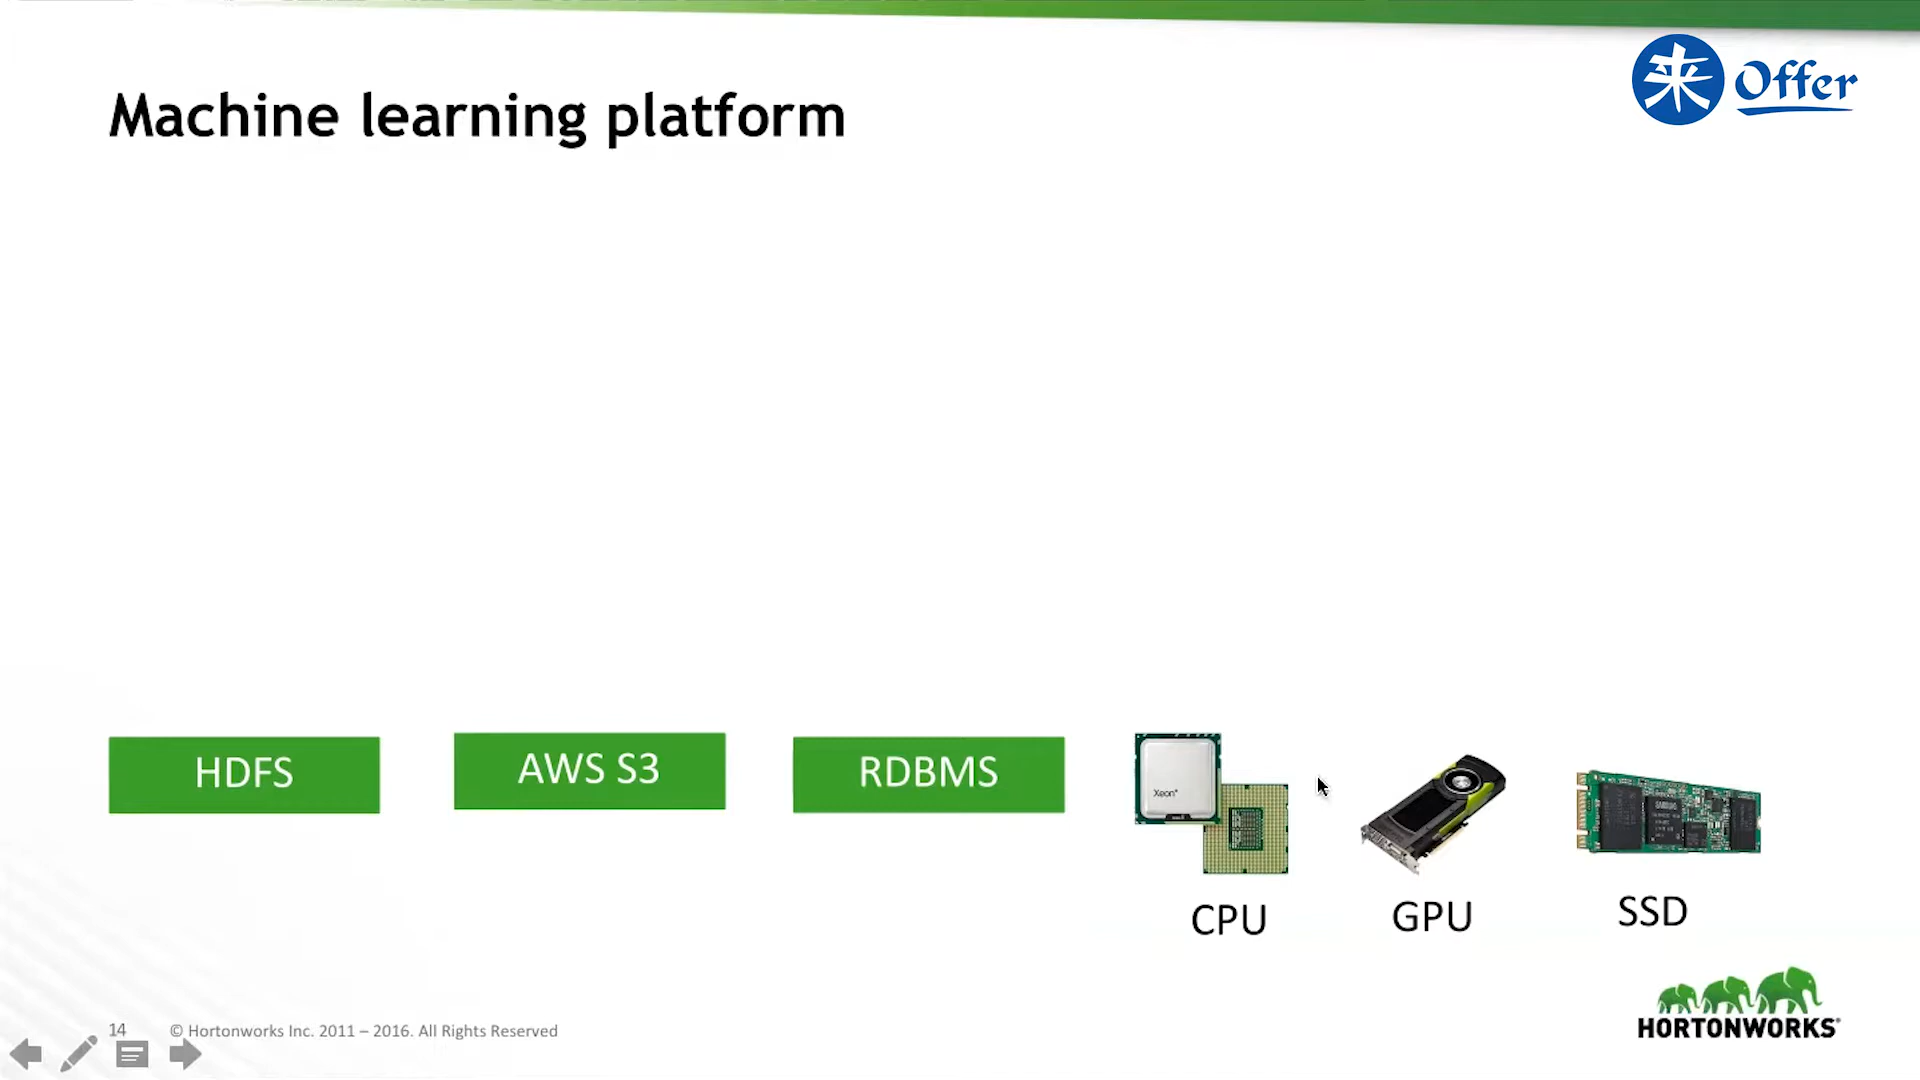 来 Offer
Machine learning platform
HDFS
AWS S3
RDBMS
Xeon®
CPU
GPU
SSD
SAMSUNG
HORTONWORKS®
14 © Hortonworks Inc. 2011 – 2016. All Rights Reserved